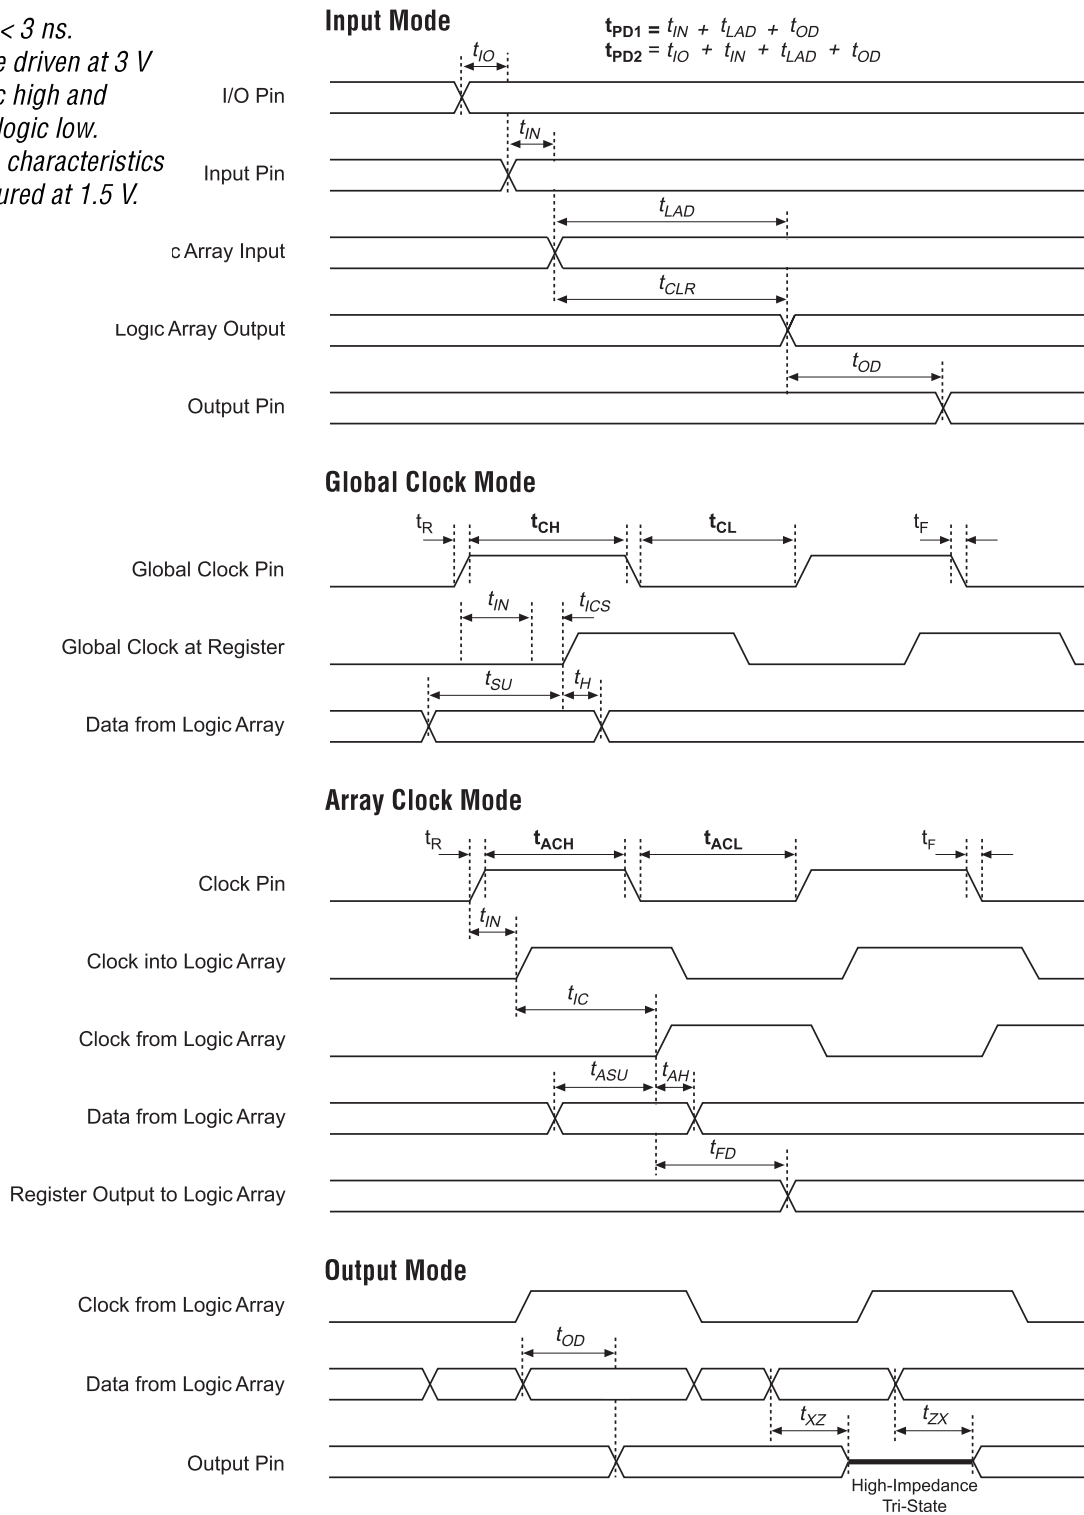 < 3 ns.
e driven at 3 V
c high and
logic low.
characteristics
ured at 1.5 V.
Input Mode
tPD1 = tIN + tLAD + tOD
tPD2 = tIO + tIN + tLAD + tOD
tIO
I/O Pin
tIN
Input Pin
tLAD
c Array Input
tCLR
Logic Array Output
tOD
Output Pin
Global Clock Mode
tR tCH tCL tF
Global Clock Pin
tIN tICS
Global Clock at Register
tSU tH
Data from Logic Array
Array Clock Mode
tR tACH tACL tF
Clock Pin
tIN
Clock into Logic Array
tIC
Clock from Logic Array
tASU tAH
Data from Logic Array
tFD
Register Output to Logic Array
Output Mode
Clock from Logic Array
tOD
Data from Logic Array
tXZ tZX
Output Pin
High-Impedance
Tri-State